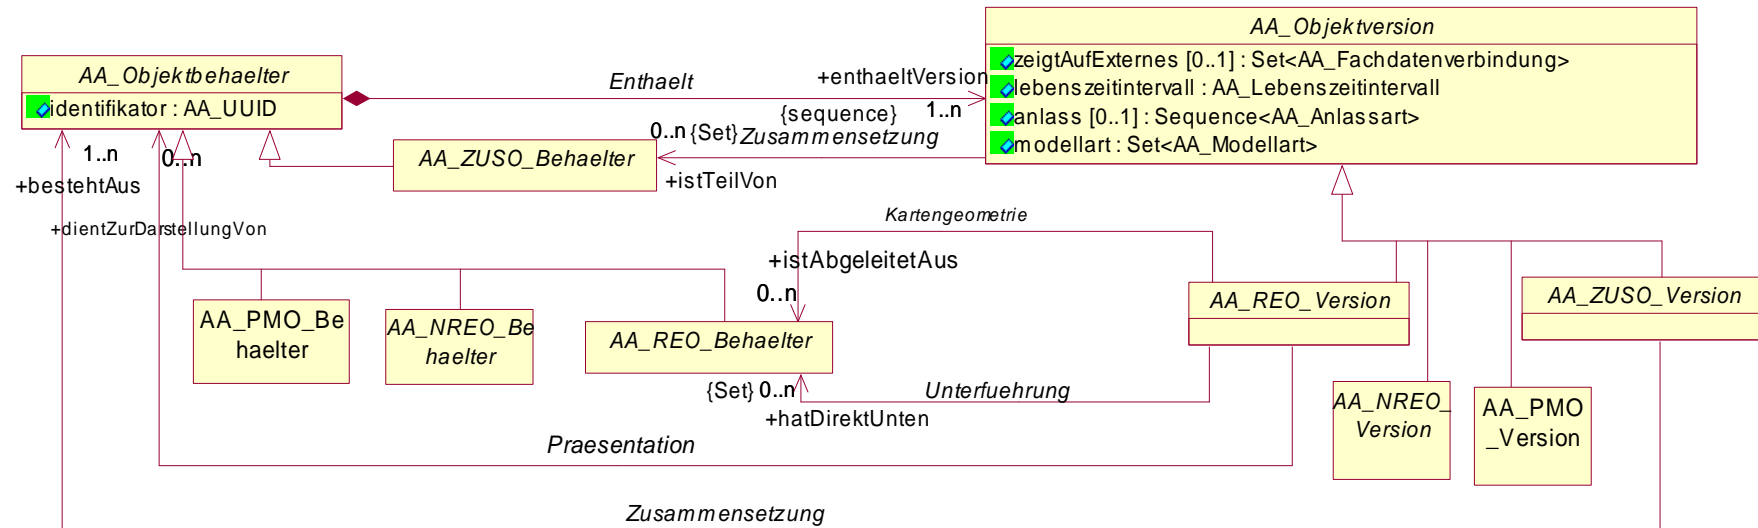 AA_Objektversion
zeigtAufExternes [0..1] : Set<AA_Fachdatenverbindung>
lebenszeitintervall : AA_Lebenszeitintervall
anlass [0..1] : Sequence<AA_Anlassart>
modellart : Set<AA_Modellart>
AA_Objektbehaelter
identifikator : AA_UUID
Enthaelt
+enthaeltVersion
{sequence}
1..n
0..n {Set}
Zusammensetzung
AA_ZUSO_Behaelter
+istTeilVon
1..n
0..n
+bestehtAus
+dientZurDarstellungVon
Kartengeometrie
+istAbgeleitetAus
0..n
AA_PMO_Be
haelter
AA_NREO_Be
haelter
AA_REO_Behaelter
AA_REO_Version
AA_ZUSO_Version
{Set} 0..n
Unterfuehrung
+hatDirektUnten
AA_NREO_
Version
AA_PMO
_Version
Praesentation
Zusammensetzung